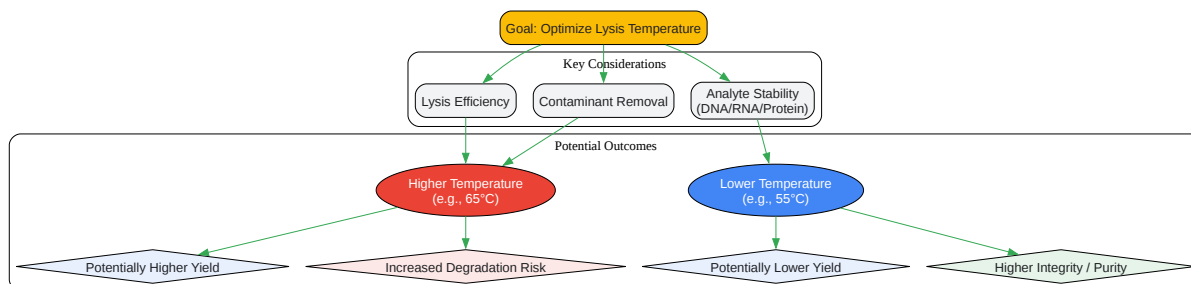 Goal: Optimize Lysis Temperature
Key Considerations
Lysis Efficiency
Contaminant Removal
Analyte Stability
(DNA/RNA/Protein)
Potential Outcomes
Higher Temperature
(e.g., 65°C)
Lower Temperature
(e.g., 55°C)
Potentially Higher Yield
Increased Degradation Risk
Potentially Lower Yield
Higher Integrity / Purity